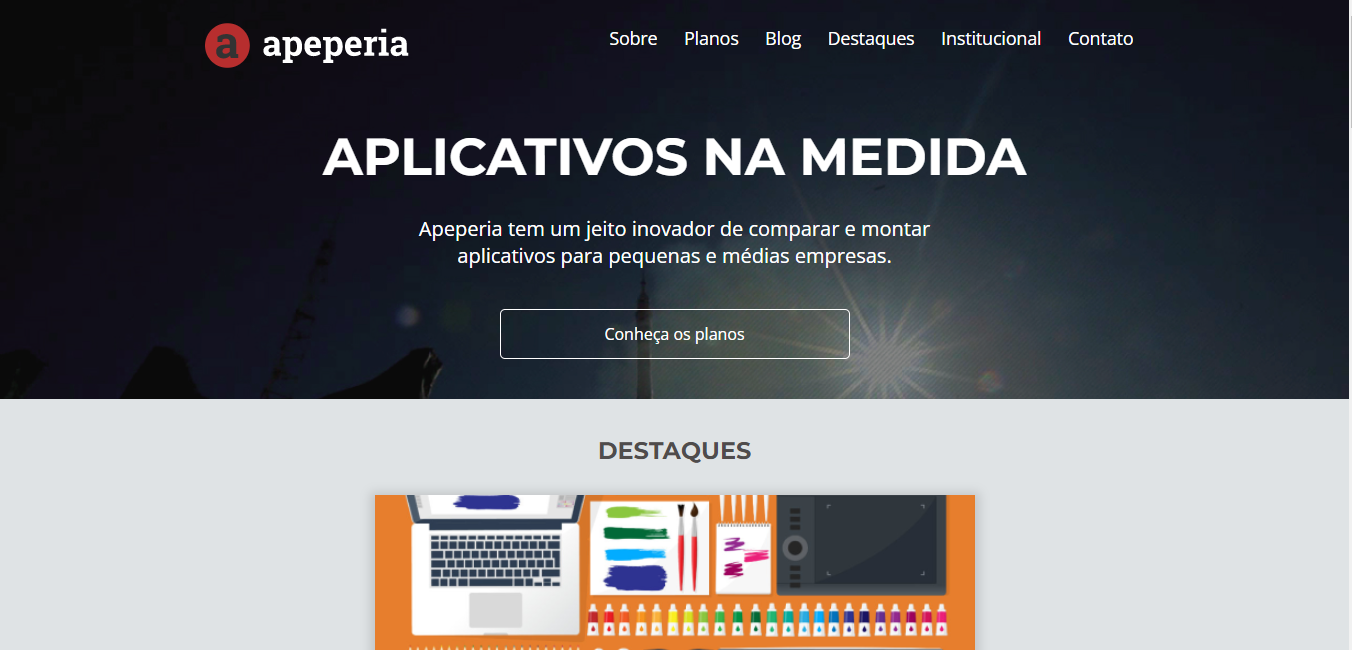 a apeperia
Sobre Planos Blog Destaques Institucional Contato
APLICATIVOS NA MEDIDA
Apeperia tem um jeito inovador de comparar e montar
aplicativos para pequenas e médias empresas.
Conheça os planos
DESTAQUES